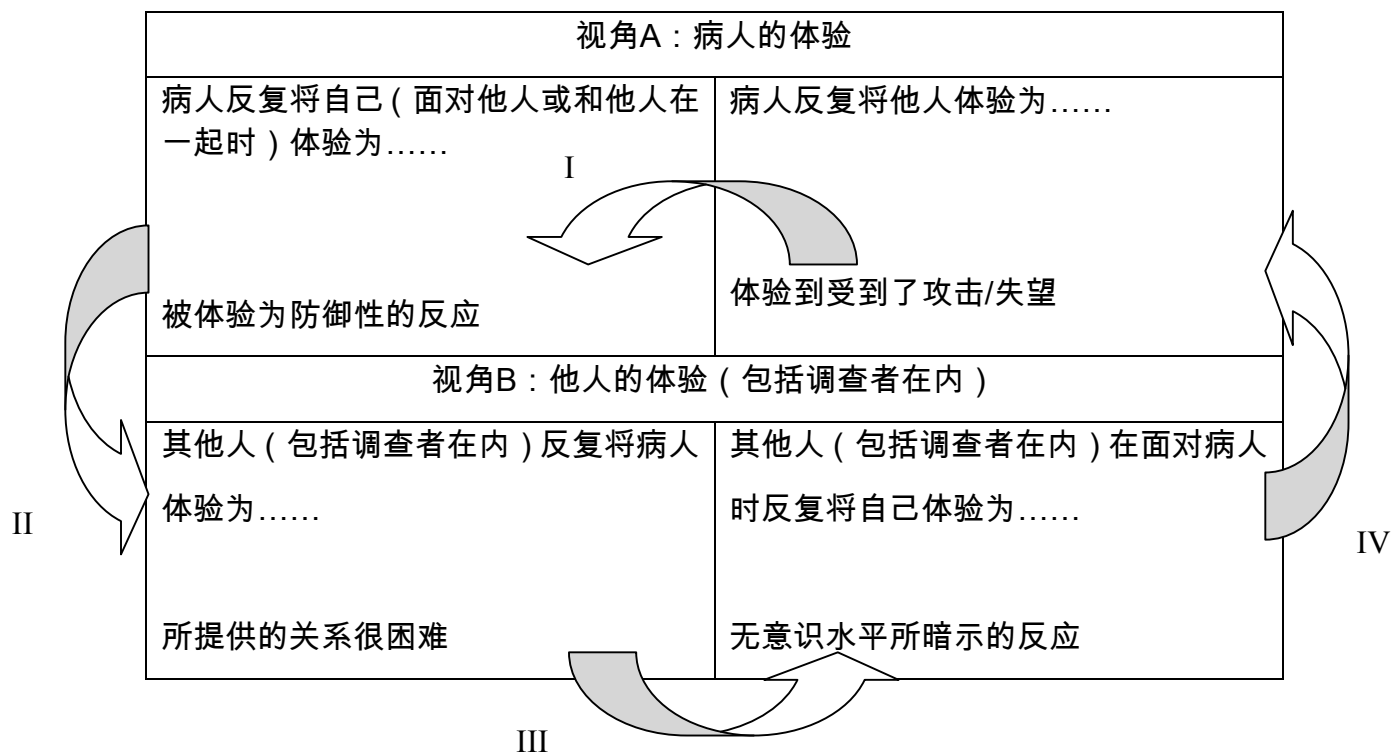 视角A：病人的体验
病人反复将自己（面对他人或和他人在
一起时）体验为……
病人反复将他人体验为……
I
体验到受到了攻击/失望
被体验为防御性的反应
视角B：他人的体验（包括调查者在内）
其他人（包括调查者在内）反复将病人
体验为……
其他人（包括调查者在内）在面对病人
时反复将自己体验为……
II
IV
所提供的关系很困难
无意识水平所暗示的反应
III